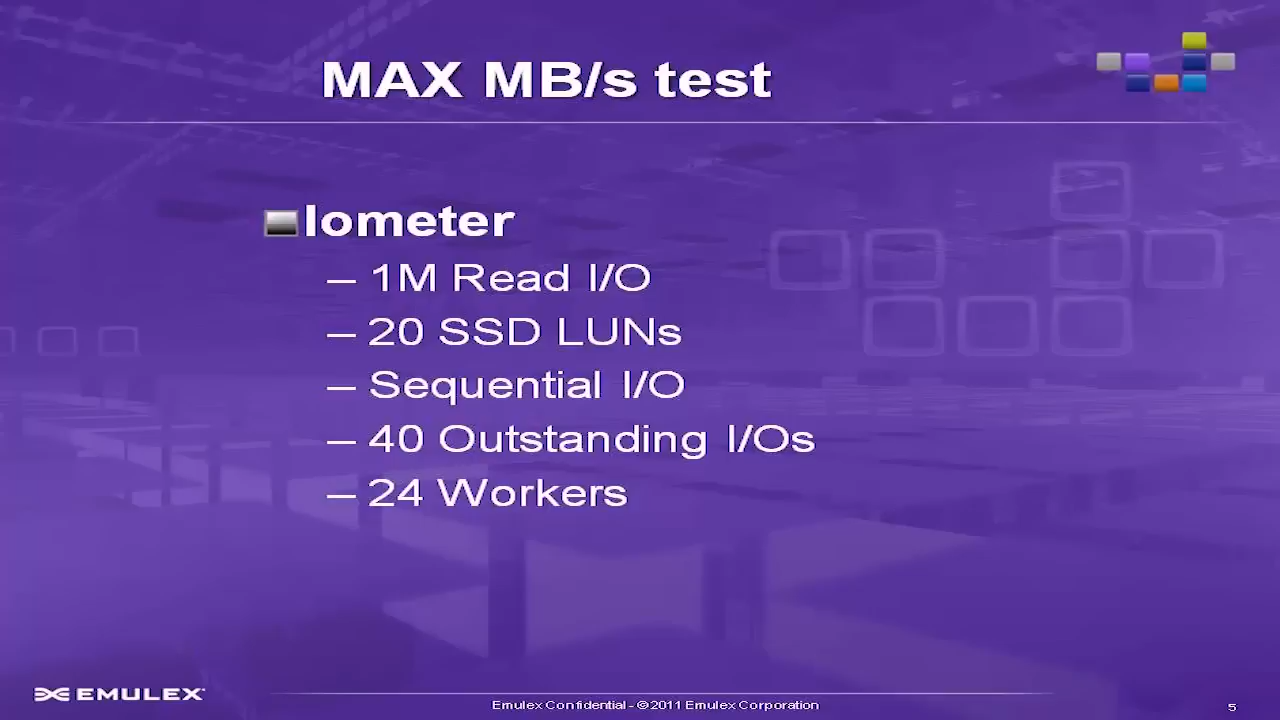 MAX MB/s test
Iometer
– 1M Read I/O
– 20 SSD LUNs
– Sequential I/O
– 40 Outstanding I/Os
– 24 Workers
EMULEX
Emulex Confidential - © 2011 Emulex Corporation
5